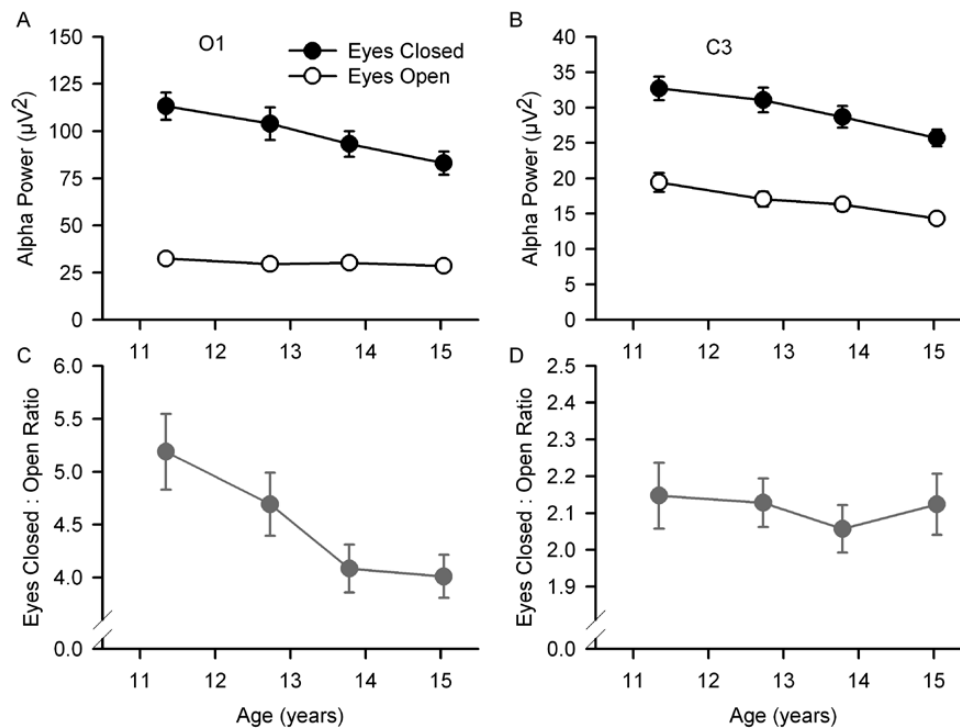 A
O1
Eyes Closed
Eyes Open
Alpha Power (µV²)
150
125
100
75
50
25
0
11 12 13 14 15
B
C3
Alpha Power (µV²)
40
35
30
25
20
15
10
5
0
11 12 13 14 15
C
Eyes Closed : Open Ratio
6.0
5.5
5.0
4.5
4.0
0.0
11 12 13 14 15
Age (years)
D
Eyes Closed : Open Ratio
2.5
2.4
2.3
2.2
2.1
2.0
1.9
0.0
11 12 13 14 15
Age (years)